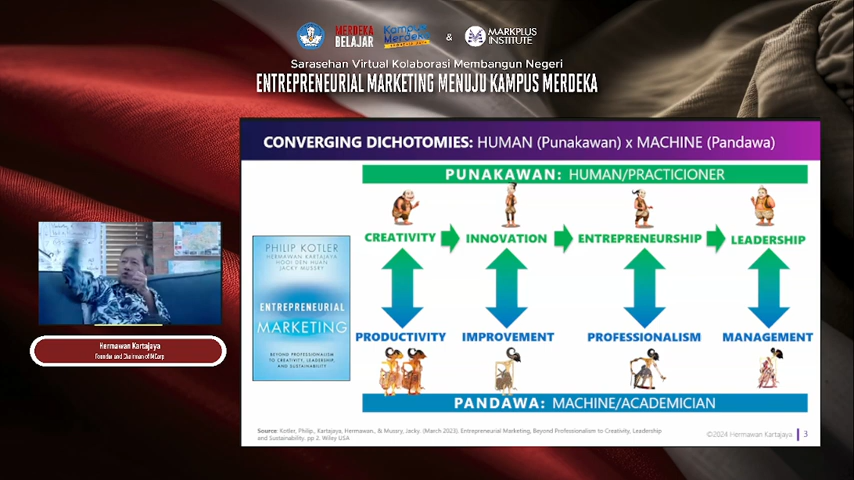 MERDEKA
BELAJAR
Kampus
Merdeka
INDONESIA JAYA
&
MARKPLUS
INSTITUTE
Sarasehan Virtual Kolaborasi Membangun Negeri
ENTREPRENEURIAL MARKETING MENUJU KAMPUS MERDEKA
CONVERGING DICHOTOMIES: HUMAN (Punakawan) x MACHINE (Pandawa)
PUNAKAWAN: HUMAN/PRACTICIONER
CREATIVITY
INNOVATION
ENTREPRENEURSHIP
LEADERSHIP
PHILIP KOTLER
HERMAWAN KARTAJAYA
HOOI DEN HUAN
JACKY MUSSRY
ENTREPRENEURIAL
MARKETING
BEYOND PROFESSIONALISM
TO CREATIVITY, LEADERSHIP,
AND SUSTAINABILITY
PRODUCTIVITY
IMPROVEMENT
PROFESSIONALISM
MANAGEMENT
PANDAWA: MACHINE/ACADEMICIAN
Hermawan Kartajaya
Founder and Chairman of MCorp
Source: Kotler, Philip., Kartajaya, Hermawan., & Mussry, Jacky. (March 2023). Entrepreneurial Marketing, Beyond Professionalism to Creativity, Leadership
and Sustainability. pp 2. Wiley USA
©2024 Hermawan Kartajaya
3